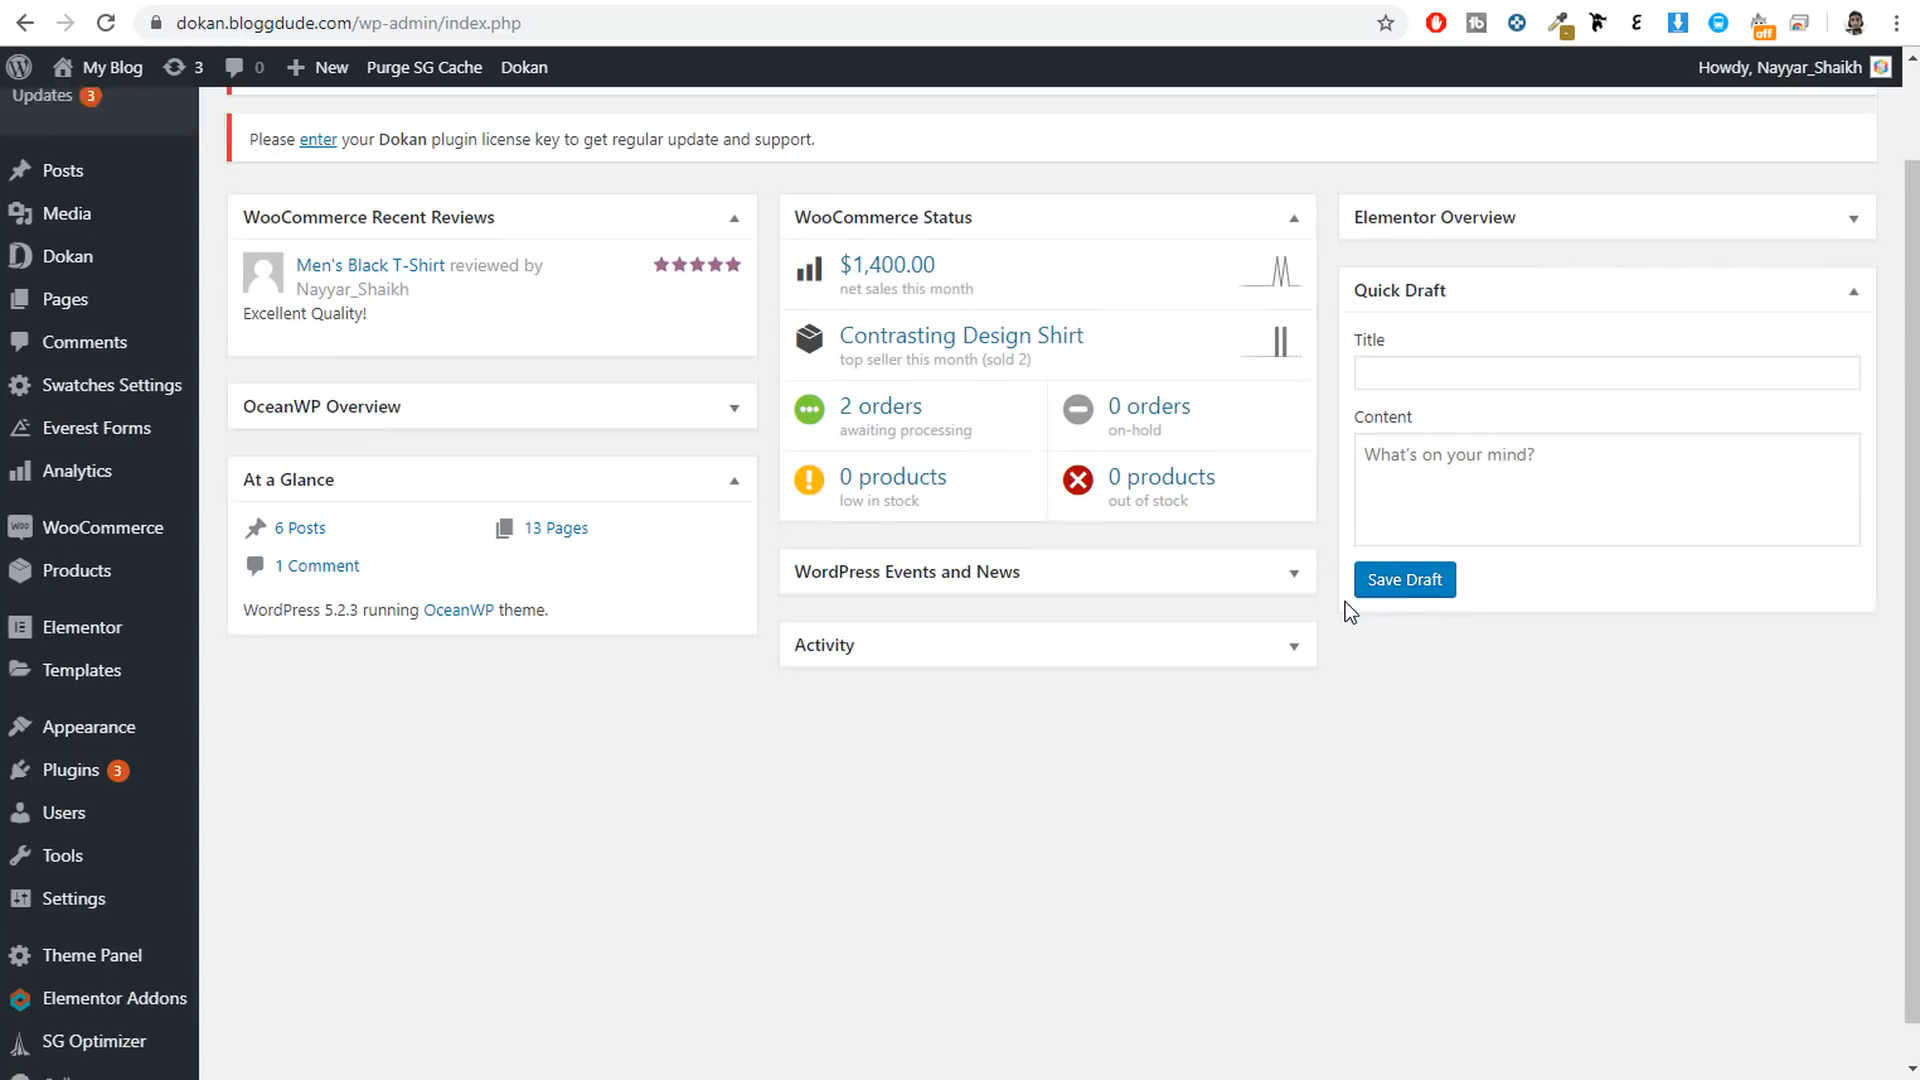 dokan.bloggdude.com/wp-admin/index.php
off
My Blog 3 0 New Purge SG Cache Dokan
Howdy, Nayyar_Shaikh
Updates 3
Posts
Media
Dokan
Pages
Comments
Swatches Settings
Everest Forms
Analytics
WooCommerce
Products
Elementor
Templates
Appearance
Plugins 3
Users
Tools
Settings
Theme Panel
Elementor Addons
SG Optimizer
Please enter your Dokan plugin license key to get regular update and support.
WooCommerce Recent Reviews
Men's Black T-Shirt reviewed by
Nayyar_Shaikh
Excellent Quality!
OceanWP Overview
At a Glance
6 Posts
13 Pages
1 Comment
WordPress 5.2.3 running OceanWP theme.
WooCommerce Status
$1,400.00
net sales this month
Contrasting Design Shirt
top seller this month (sold 2)
2 orders
awaiting processing
0 orders
on-hold
0 products
low in stock
0 products
out of stock
WordPress Events and News
Activity
Elementor Overview
Quick Draft
Title
Content
What's on your mind?
Save Draft